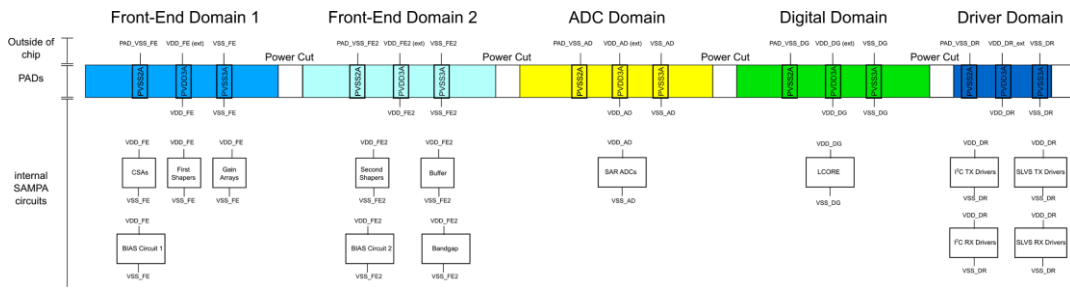 Front-End Domain 1 Front-End Domain 2 ADC Domain Digital Domain Driver Domain
Outside of chip
PAD_VSS_FE VDD_FE (ext) VSS_FE PAD_VSS_FE2 VDD_FE2 (ext) VSS_FE2 PAD_VSS_AD VDD_AD (ext) VSS_AD PAD_VSS_DG VDD_DG (ext) VSS_DG PAD_VSS_DR VDD_DR_ext VSS_DR
Power Cut Power Cut Power Cut Power Cut
PADs
PVSS2A PVDD3A PVSS3A PVSS2A PVDD3A PVSS3A PVSS2A PVDD3A PVSS3A PVSS2A PVDD3A PVSS3A PVSS2A PVDD3A PVSS3A
VDD_FE VSS_FE VDD_FE2 VSS_FE2 VDD_AD VSS_AD VDD_DG VSS_DG VDD_DR VSS_DR
internal
SAMPA
circuits
VDD_FE VDD_FE VDD_FE VDD_FE2 VDD_FE2 VDD_AD VDD_DG VDD_DR VDD_DR
CSAs First Shapers Gain Arrays Second Shapers Buffer SAR ADCs LCORE I²C TX Drivers SLVS TX Drivers
VSS_FE VSS_FE VSS_FE VSS_FE2 VSS_FE2 VSS_AD VSS_DG VSS_DR VSS_DR
VDD_FE VDD_FE2 VDD_FE2 VDD_DR VDD_DR
BIAS Circuit 1 BIAS Circuit 2 Bandgap I²C RX Drivers SLVS RX Drivers
VSS_FE VSS_FE2 VSS_FE2 VSS_DR VSS_DR